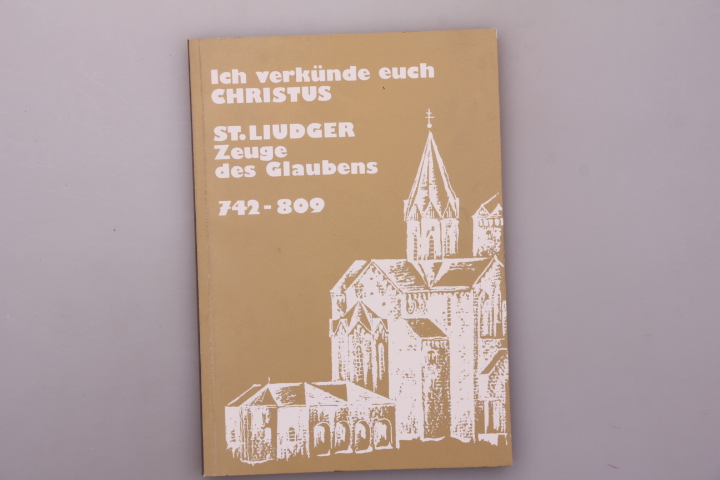 Ich verkünde euch
CHRISTUS
ST. LIUDGER
Zeuge
des Glaubens
742-809